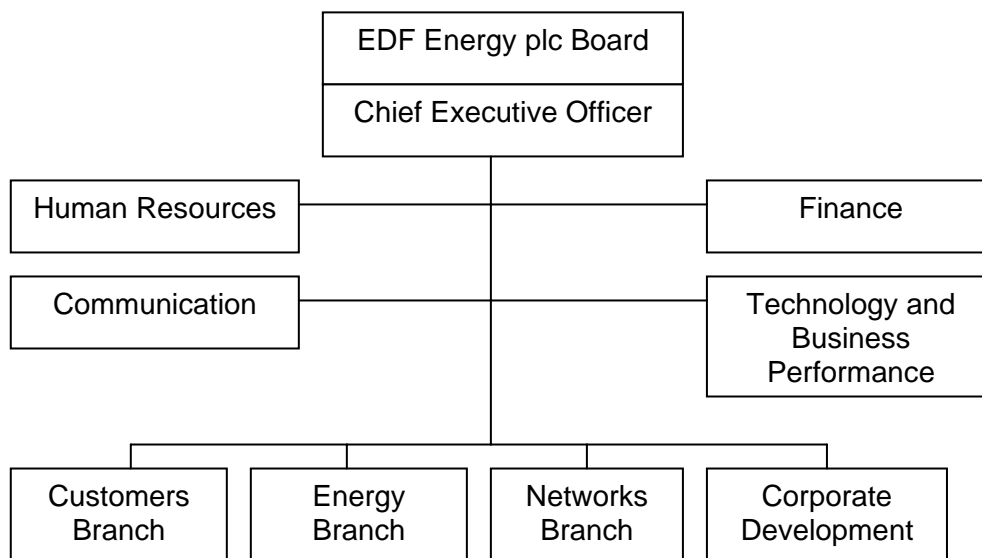 EDF Energy plc Board
Chief Executive Officer
Human Resources
Finance
Communication
Technology and
Business
Performance
Customers
Branch
Energy
Branch
Networks
Branch
Corporate
Development